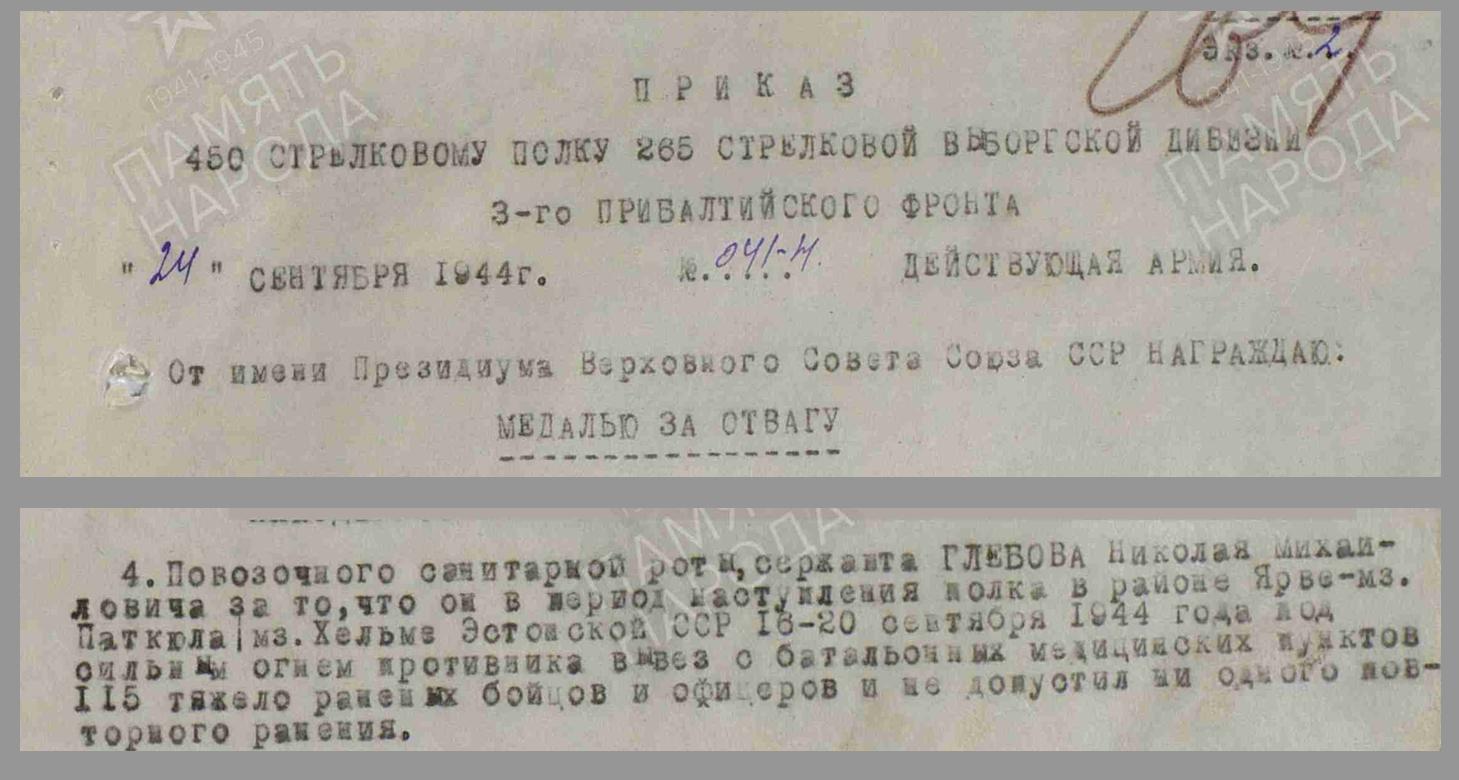 Экз.№.2.
ПРИКАЗ
450 СТРЕЛКОВОМУ ПОЛКУ 265 СТРЕЛКОВОЙ ВЫБОРГСКОЙ ДИВИЗИИ
3-го ПРИБАЛТИЙСКОГО ФРОНТА
"24" СЕНТЯБРЯ 1944г. №.041-Н. ДЕЙСТВУЮЩАЯ АРМИЯ.
От имени Президиума Верховного Совета Союза ССР НАГРАЖДАЮ:
МЕДАЛЬЮ ЗА ОТВАГУ
4.Повозочного санитарной роты,сержанта ГЛЕБОВА Николая Михай-
ловича за то,что он в период наступления полка в районе Ярве-мз.
Паткюла|мз.Хельме Эстонской ССР 16-20 сентября 1944 года под
сильным огнем противника вывез с батальонных медицинских пунктов
115 тяжело раненых бойцов и офицеров и не допустил ни одного пов-
торного ранения.
1941-1945
ПАМЯТЬ
НАРОДА
ПАМЯТЬ
НАРОДА
ПАМЯТЬ
НАРОДА